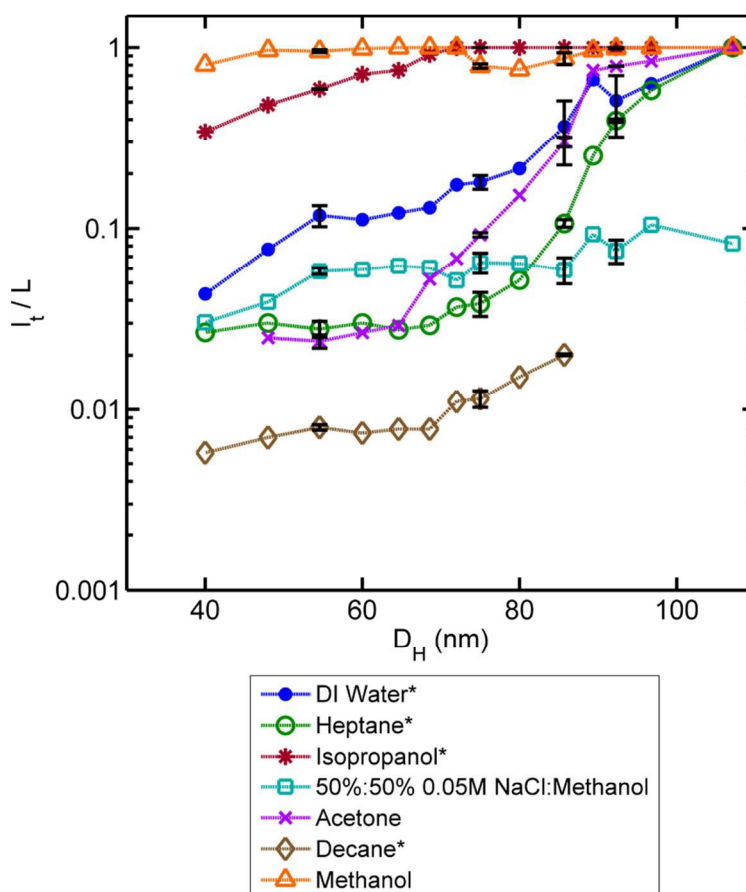 1
0.1
l_t / L
0.01
0.001
40 60 80 100
D_H (nm)
DI Water*
Heptane*
Isopropanol*
50%:50% 0.05M NaCl:Methanol
Acetone
Decane*
Methanol